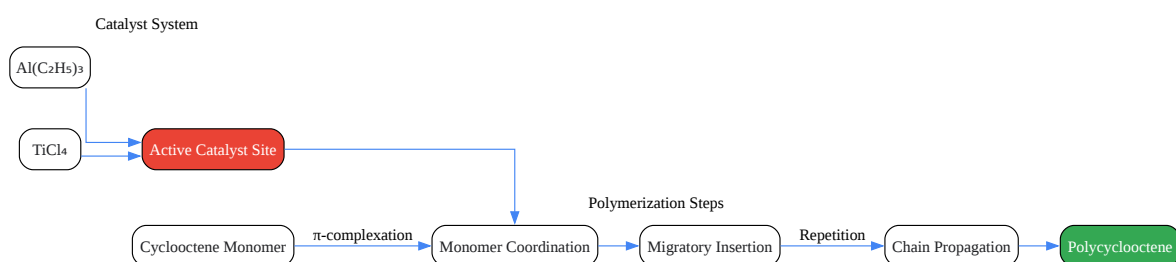 Catalyst System
Al(C₂H₅)₃
TiCl₄
Active Catalyst Site
Polymerization Steps
Cyclooctene Monomer
π-complexation
Monomer Coordination
Migratory Insertion
Repetition
Chain Propagation
Polycyclooctene